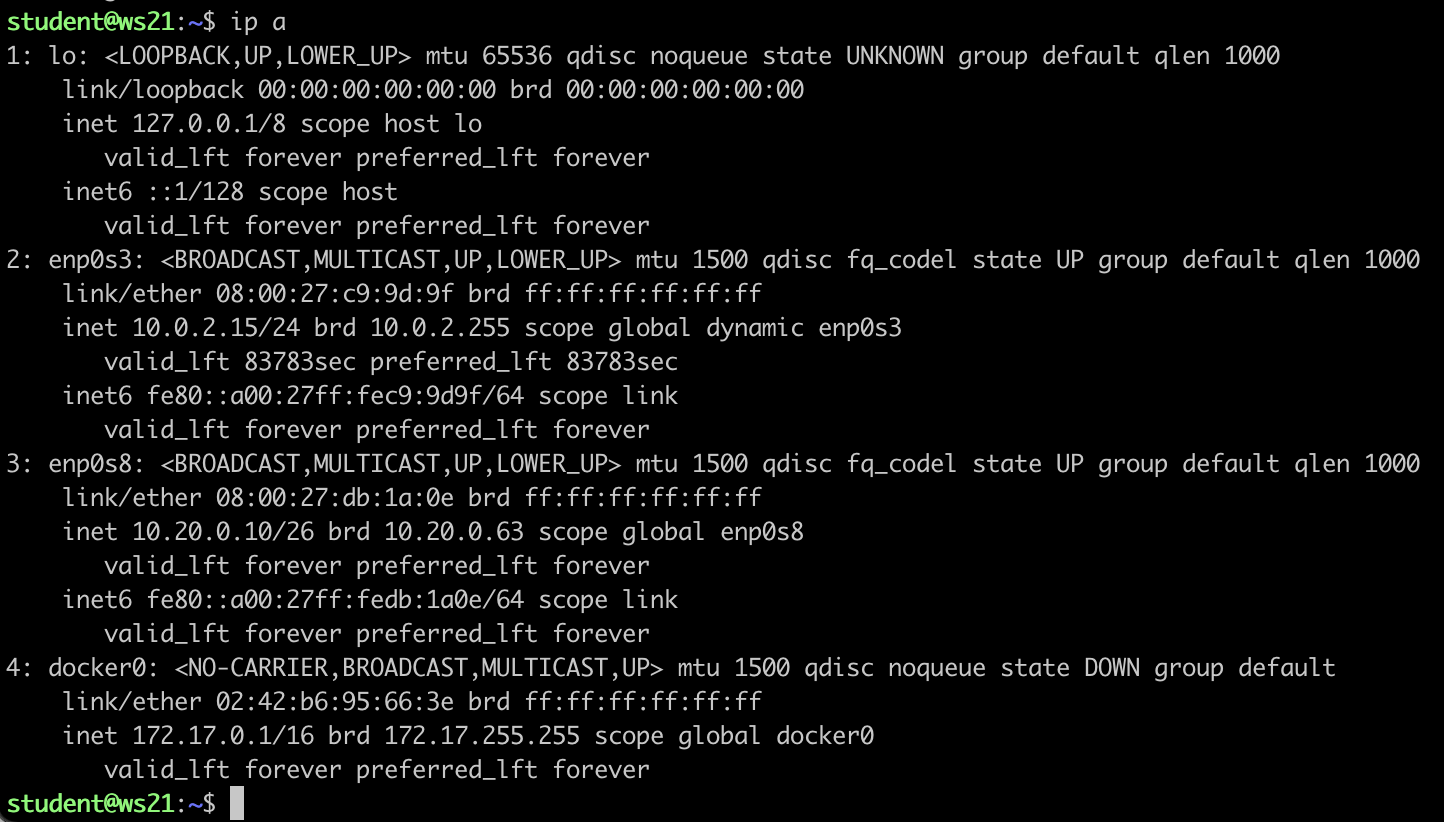 student@ws21:~$ ip a
1: lo: <LOOPBACK,UP,LOWER_UP> mtu 65536 qdisc noqueue state UNKNOWN group default qlen 1000
    link/loopback 00:00:00:00:00:00 brd 00:00:00:00:00:00
    inet 127.0.0.1/8 scope host lo
       valid_lft forever preferred_lft forever
    inet6 ::1/128 scope host
       valid_lft forever preferred_lft forever
2: enp0s3: <BROADCAST,MULTICAST,UP,LOWER_UP> mtu 1500 qdisc fq_codel state UP group default qlen 1000
    link/ether 08:00:27:c9:9d:9f brd ff:ff:ff:ff:ff:ff
    inet 10.0.2.15/24 brd 10.0.2.255 scope global dynamic enp0s3
       valid_lft 83783sec preferred_lft 83783sec
    inet6 fe80::a00:27ff:fec9:9d9f/64 scope link
       valid_lft forever preferred_lft forever
3: enp0s8: <BROADCAST,MULTICAST,UP,LOWER_UP> mtu 1500 qdisc fq_codel state UP group default qlen 1000
    link/ether 08:00:27:db:1a:0e brd ff:ff:ff:ff:ff:ff
    inet 10.20.0.10/26 brd 10.20.0.63 scope global enp0s8
       valid_lft forever preferred_lft forever
    inet6 fe80::a00:27ff:fedb:1a0e/64 scope link
       valid_lft forever preferred_lft forever
4: docker0: <NO-CARRIER,BROADCAST,MULTICAST,UP> mtu 1500 qdisc noqueue state DOWN group default
    link/ether 02:42:b6:95:66:3e brd ff:ff:ff:ff:ff:ff
    inet 172.17.0.1/16 brd 172.17.255.255 scope global docker0
       valid_lft forever preferred_lft forever
student@ws21:~$